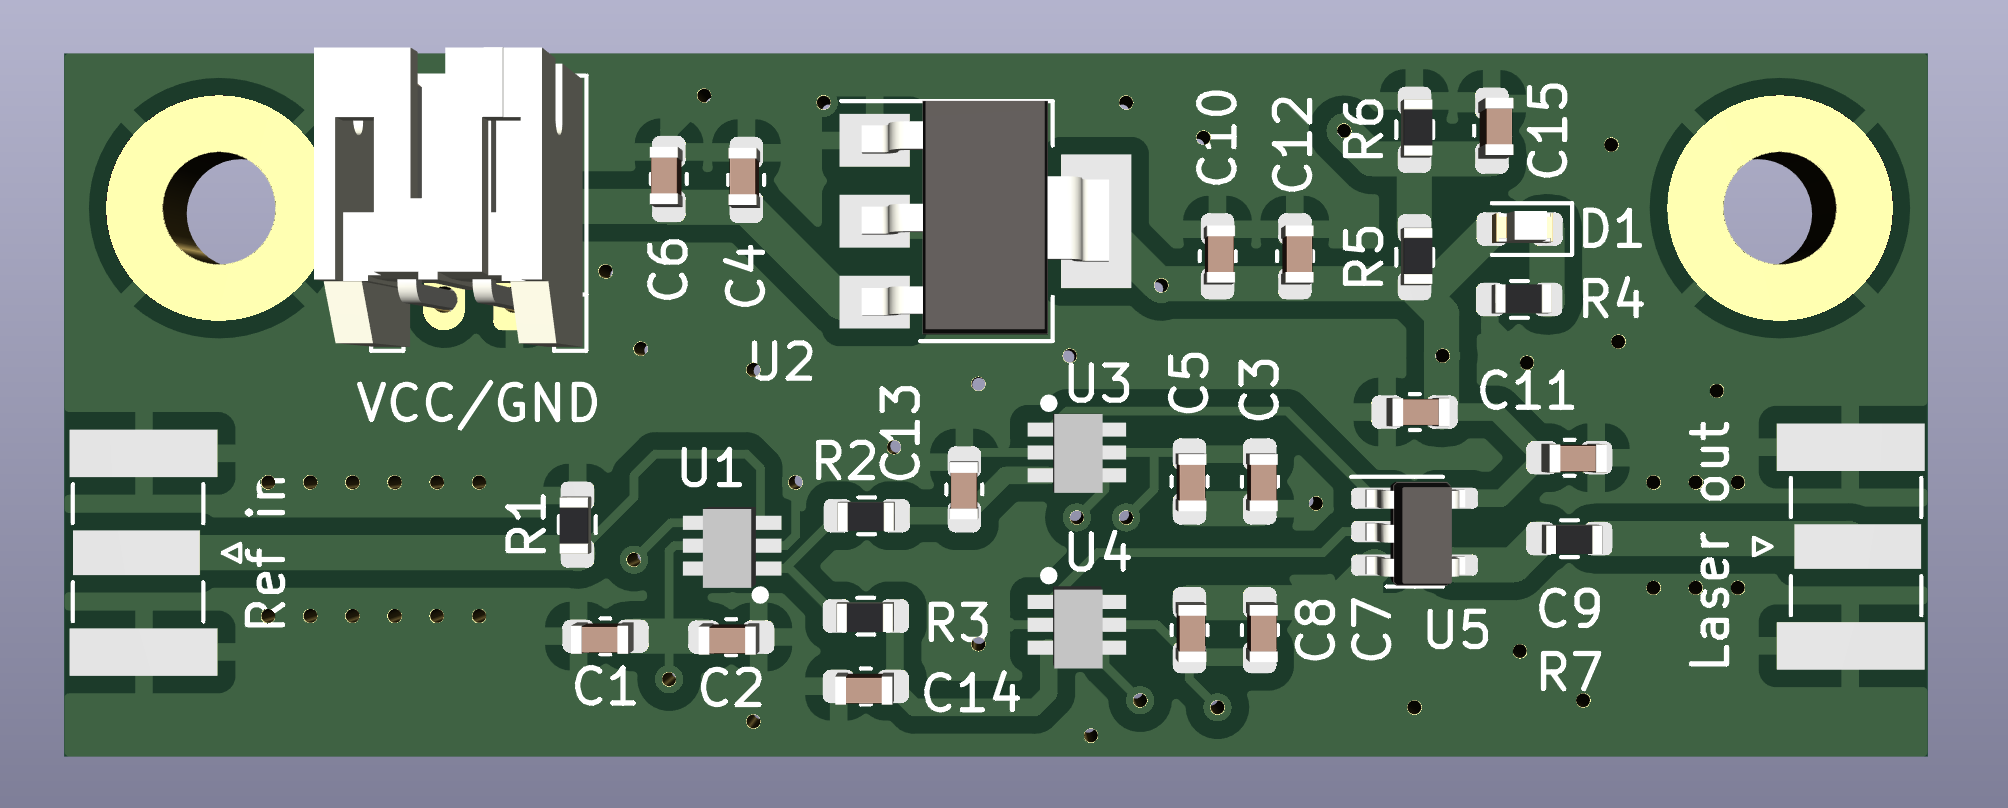 C10
C12
R6
C15
C6
C4
R5
D1
R4
U2
VCC/GND
U3
C5
C3
C11
C13
R2
U1
R1
Ref in
Laser out
U4
C1
C2
R3
C14
C8
C7
U5
C9
R7